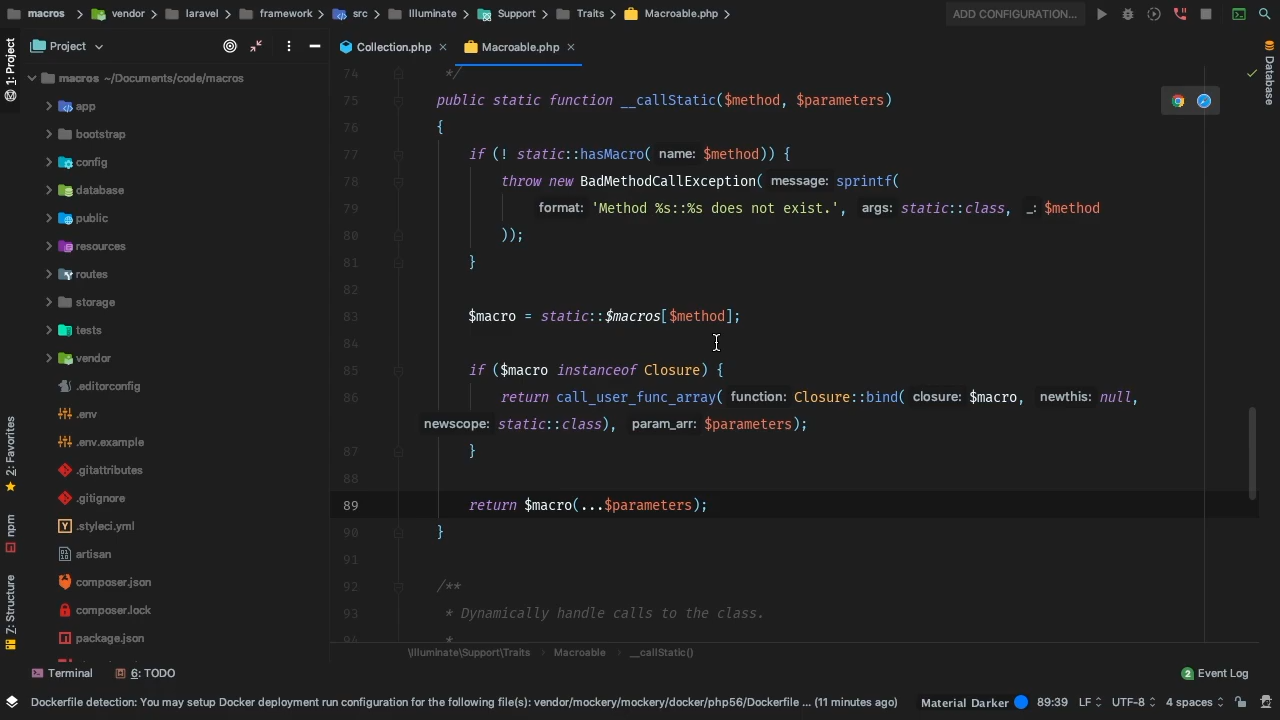 macros > vendor > laravel > framework > src > Illuminate > Support > Traits > Macroable.php >
ADD CONFIGURATION...
1: Project
Project
Collection.php ×
Macroable.php ×
Database
macros ~/Documents/code/macros
app
bootstrap
config
database
public
resources
routes
storage
tests
vendor
.editorconfig
.env
.env.example
.gitattributes
.gitignore
.styleci.yml
artisan
composer.json
composer.lock
package.json
2: Favorites
npm
7: Structure
74 */
75 public static function __callStatic($method, $parameters)
76 {
77 if (! static::hasMacro( name: $method)) {
78 throw new BadMethodCallException( message: sprintf(
79 format: 'Method %s::%s does not exist.', args: static::class, _: $method
80 ));
81 }
82
83 $macro = static::$macros[$method];
84
85 if ($macro instanceof Closure) {
86 return call_user_func_array( function: Closure::bind( closure: $macro, newthis: null,
newscope: static::class), param_arr: $parameters);
87 }
88
89 return $macro(...$parameters);
90 }
91
92 /**
93 * Dynamically handle calls to the class.
94 *
\Illuminate\Support\Traits > Macroable > __callStatic()
Terminal
6: TODO
2 Event Log
Dockerfile detection: You may setup Docker deployment run configuration for the following file(s): vendor/mockery/mockery/docker/php56/Dockerfile ... (11 minutes ago)
Material Darker
89:39 LF UTF-8 4 spaces